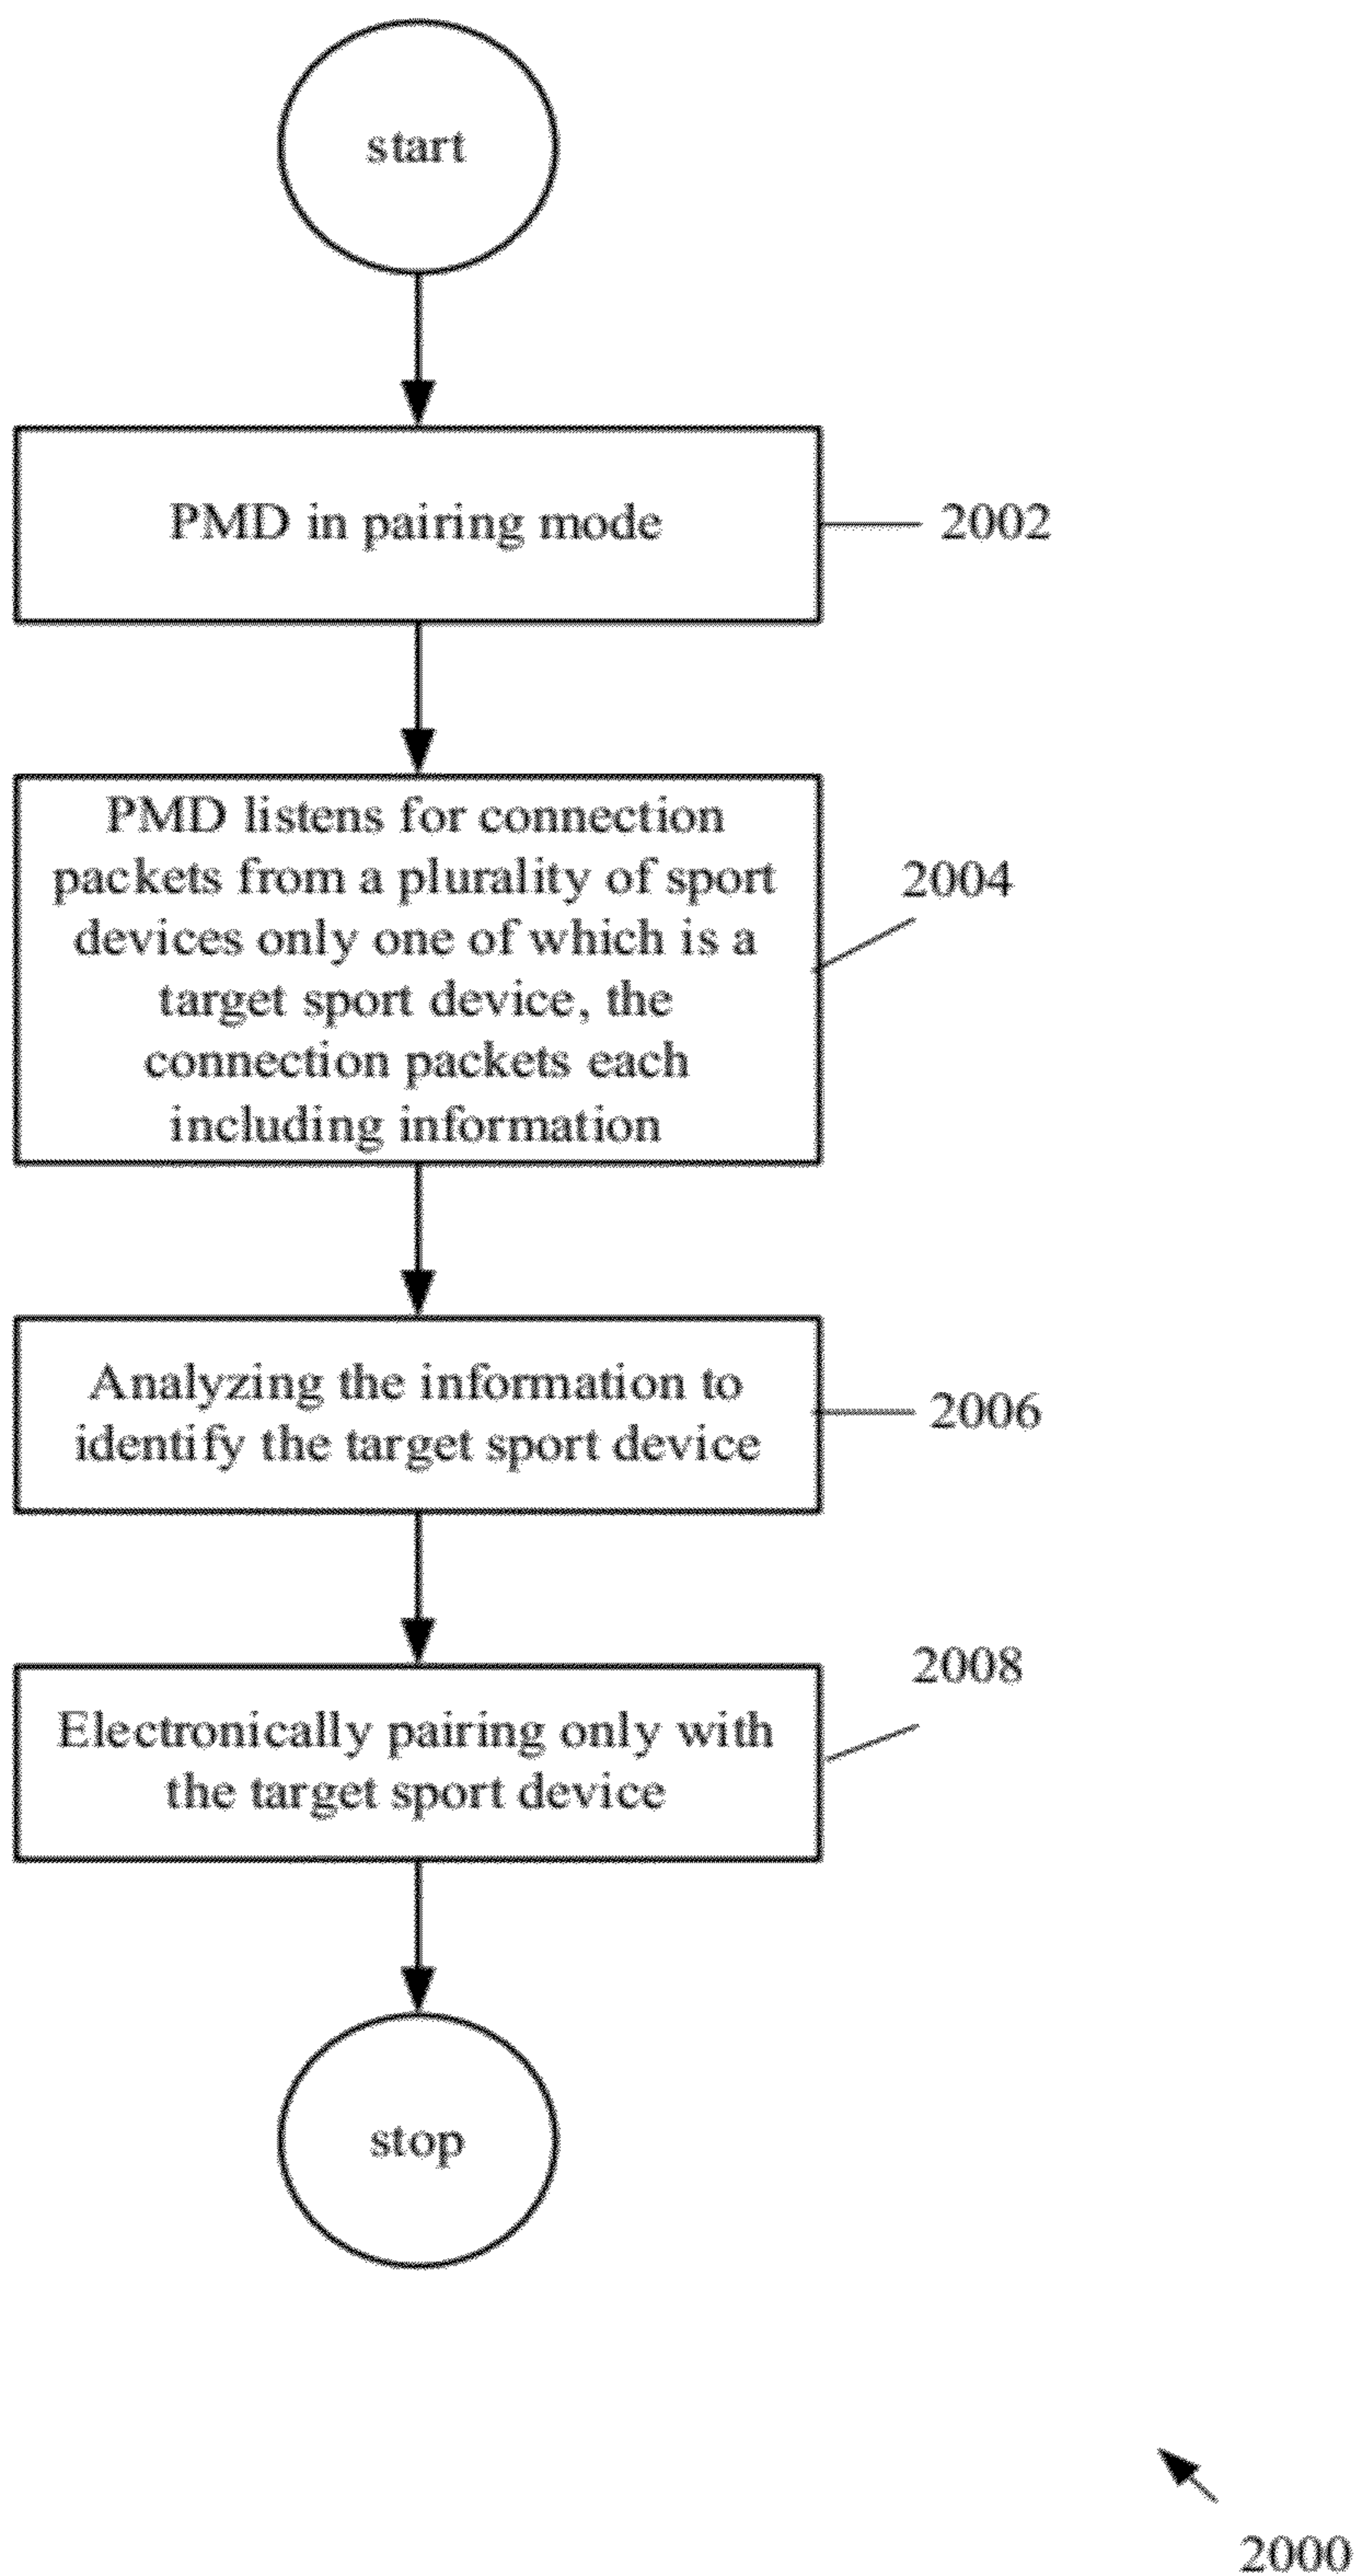 start
PMD in pairing mode
2002
PMD listens for connection
packets from a plurality of sport
devices only one of which is a
target sport device, the
connection packets each
including information
2004
Analyzing the information to
identify the target sport device
2006
Electronically pairing only with
the target sport device
2008
stop
2000